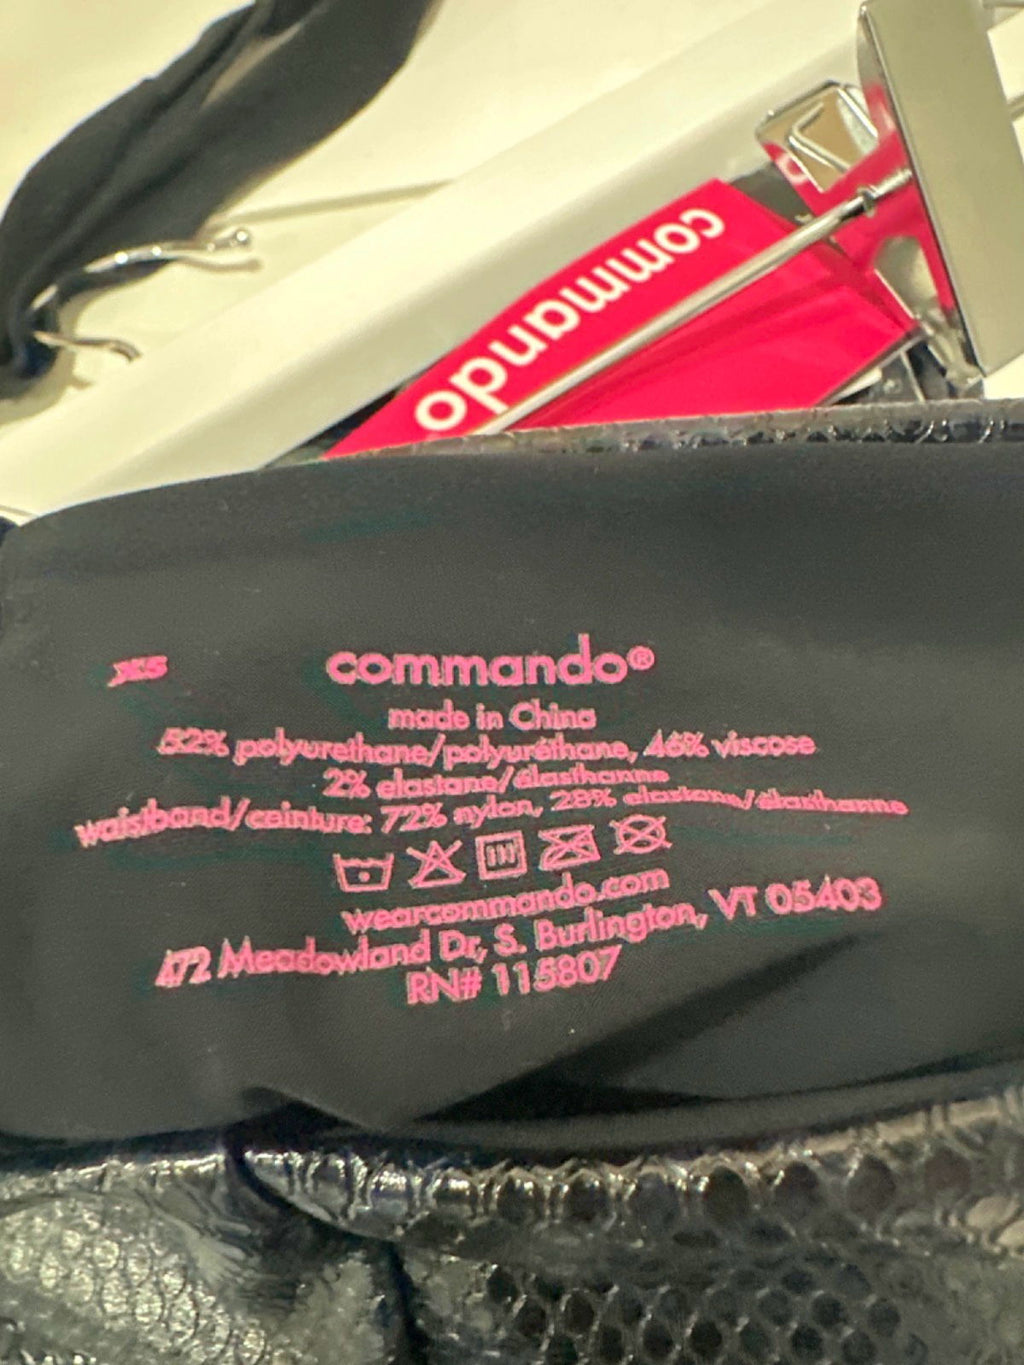 commando
XS
commando®
made in China
52% polyurethane/polyuréthane, 46% viscose
2% elastane/élasthanne
waistband/ceinture: 72% nylon, 28% elastane/élasthanne
wearcommando.com
472 Meadowland Dr, S. Burlington, VT 05403
RN# 115807